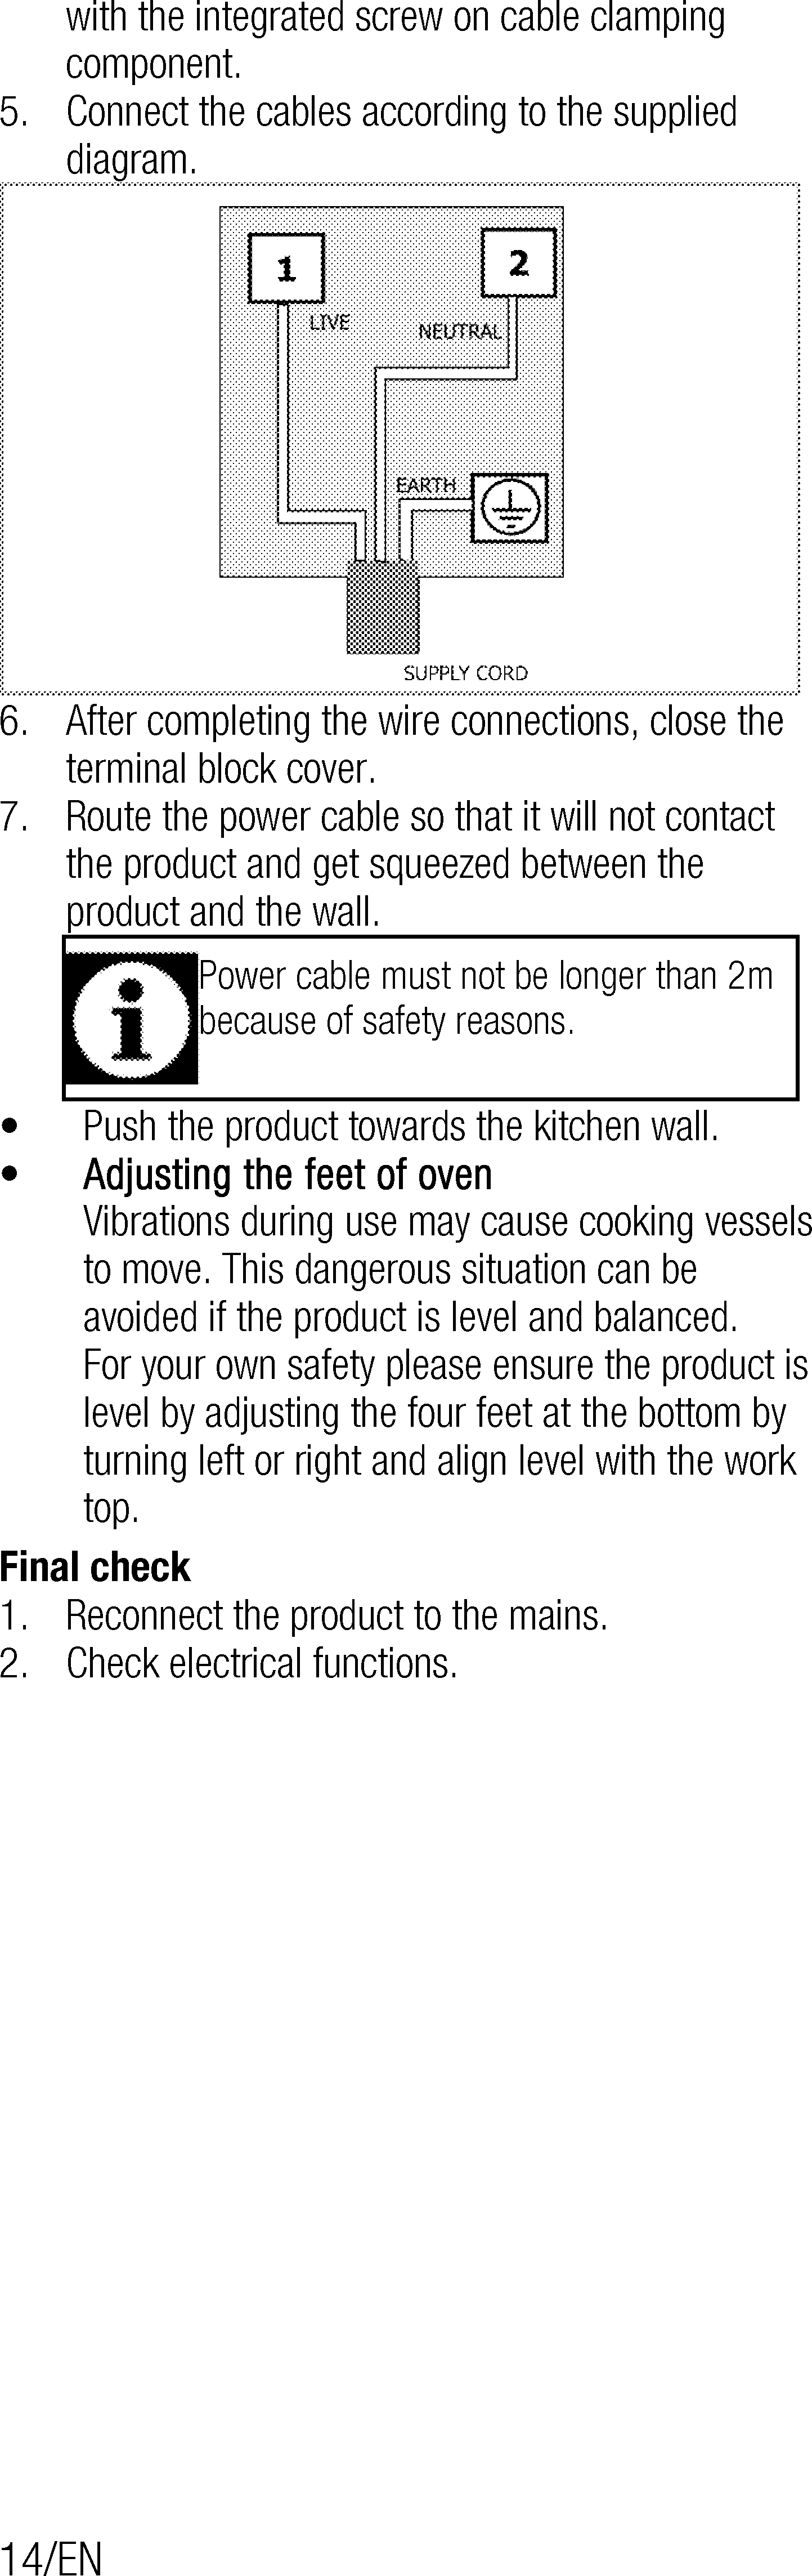 with the integrated screw on cable clamping
component.
5. Connect the cables according to the supplied
diagram.
1
2
LIVE
NEUTRAL
EARTH
SUPPLY CORD
6. After completing the wire connections, close the
terminal block cover.
7. Route the power cable so that it will not contact
the product and get squeezed between the
product and the wall.
i Power cable must not be longer than 2m
because of safety reasons.
• Push the product towards the kitchen wall.
• Adjusting the feet of oven
Vibrations during use may cause cooking vessels
to move. This dangerous situation can be
avoided if the product is level and balanced.
For your own safety please ensure the product is
level by adjusting the four feet at the bottom by
turning left or right and align level with the work
top.
Final check
1. Reconnect the product to the mains.
2. Check electrical functions.
14/EN